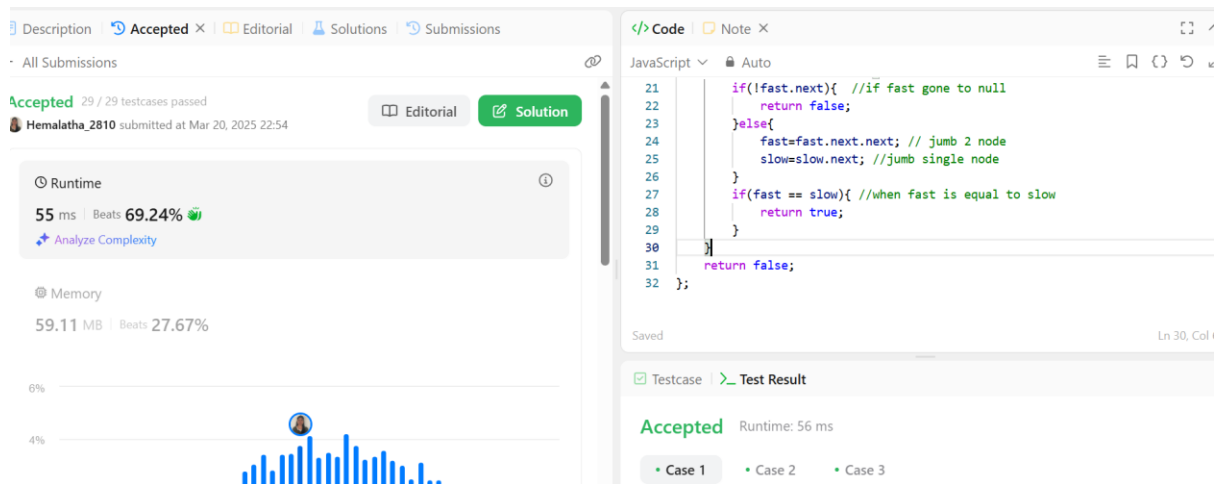 Description
Accepted
Editorial
Solutions
Submissions
All Submissions
Accepted 29 / 29 testcases passed
Hemalatha_2810 submitted at Mar 20, 2025 22:54
Editorial
Solution
Runtime
55 ms Beats 69.24%
Analyze Complexity
Memory
59.11 MB Beats 27.67%
6%
4%
</> Code
Note
JavaScript
Auto
21 if(!fast.next){ //if fast gone to null
22 return false;
23 }else{
24 fast=fast.next.next; // jumb 2 node
25 slow=slow.next; //jumb single node
26 }
27 if(fast == slow){ //when fast is equal to slow
28 return true;
29 }
30 }
31 return false;
32 };
Saved
Ln 30, Col
Testcase
>_ Test Result
Accepted Runtime: 56 ms
• Case 1 • Case 2 • Case 3